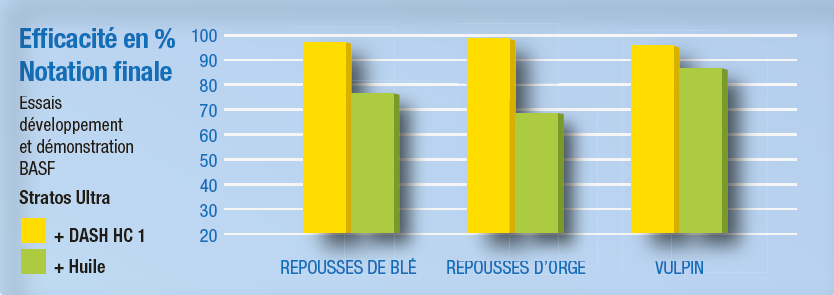 Efficacité en %
Notation finale
Essais
développement
et démonstration
BASF
Stratos Ultra
+ DASH HC 1
+ Huile
100
90
80
70
60
50
40
30
20
REPOUSSES DE BLÉ
REPOUSSES D'ORGE
VULPIN